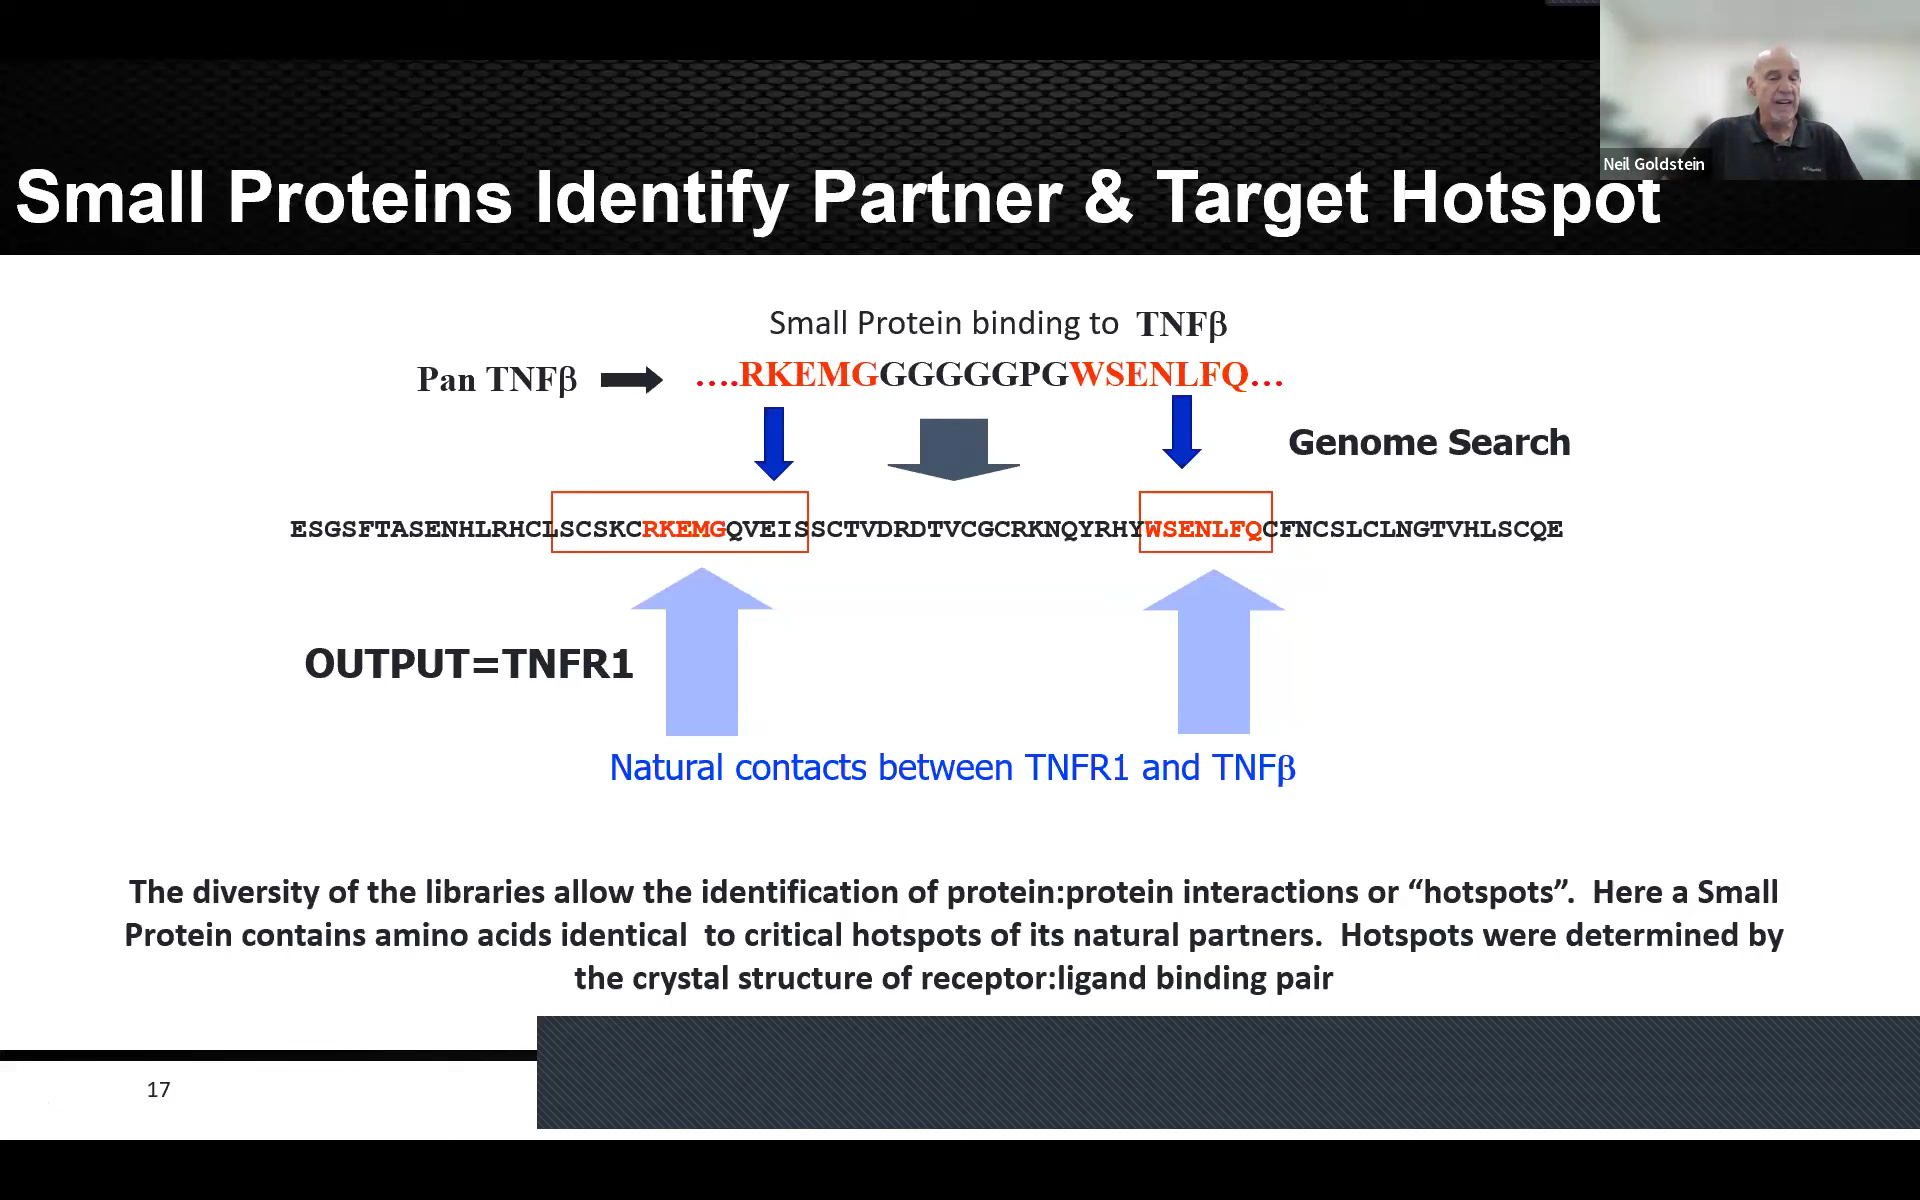 Neil Goldstein
Small Proteins Identify Partner & Target Hotspot
Small Protein binding to TNFβ
Pan TNFβ
....RKEMGGGGGGPGWSENLFQ...
Genome Search
ESGSFTASENHLRHCLSCSKCRKEMGQVEISSCTVDRDTVCGCRKNQYRHYWSENLFQCFNCSLCLNGTVHLSCQE
OUTPUT=TNFR1
Natural contacts between TNFR1 and TNFβ
The diversity of the libraries allow the identification of protein:protein interactions or “hotspots”. Here a Small
Protein contains amino acids identical to critical hotspots of its natural partners. Hotspots were determined by
the crystal structure of receptor:ligand binding pair
17